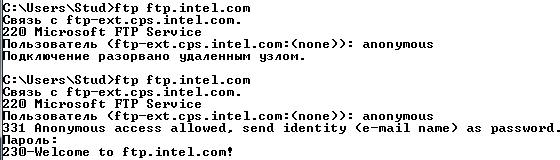 C:\Users\Stud>ftp ftp.intel.com
Связь с ftp-ext.cps.intel.com.
220 Microsoft FTP Service
Пользователь (ftp-ext.cps.intel.com:(none)): anonymous
Подключение разорвано удаленным узлом.
C:\Users\Stud>ftp ftp.intel.com
Связь с ftp-ext.cps.intel.com.
220 Microsoft FTP Service
Пользователь (ftp-ext.cps.intel.com:(none)): anonymous
331 Anonymous access allowed, send identity (e-mail name) as password.
Пароль:
230-Welcome to ftp.intel.com!